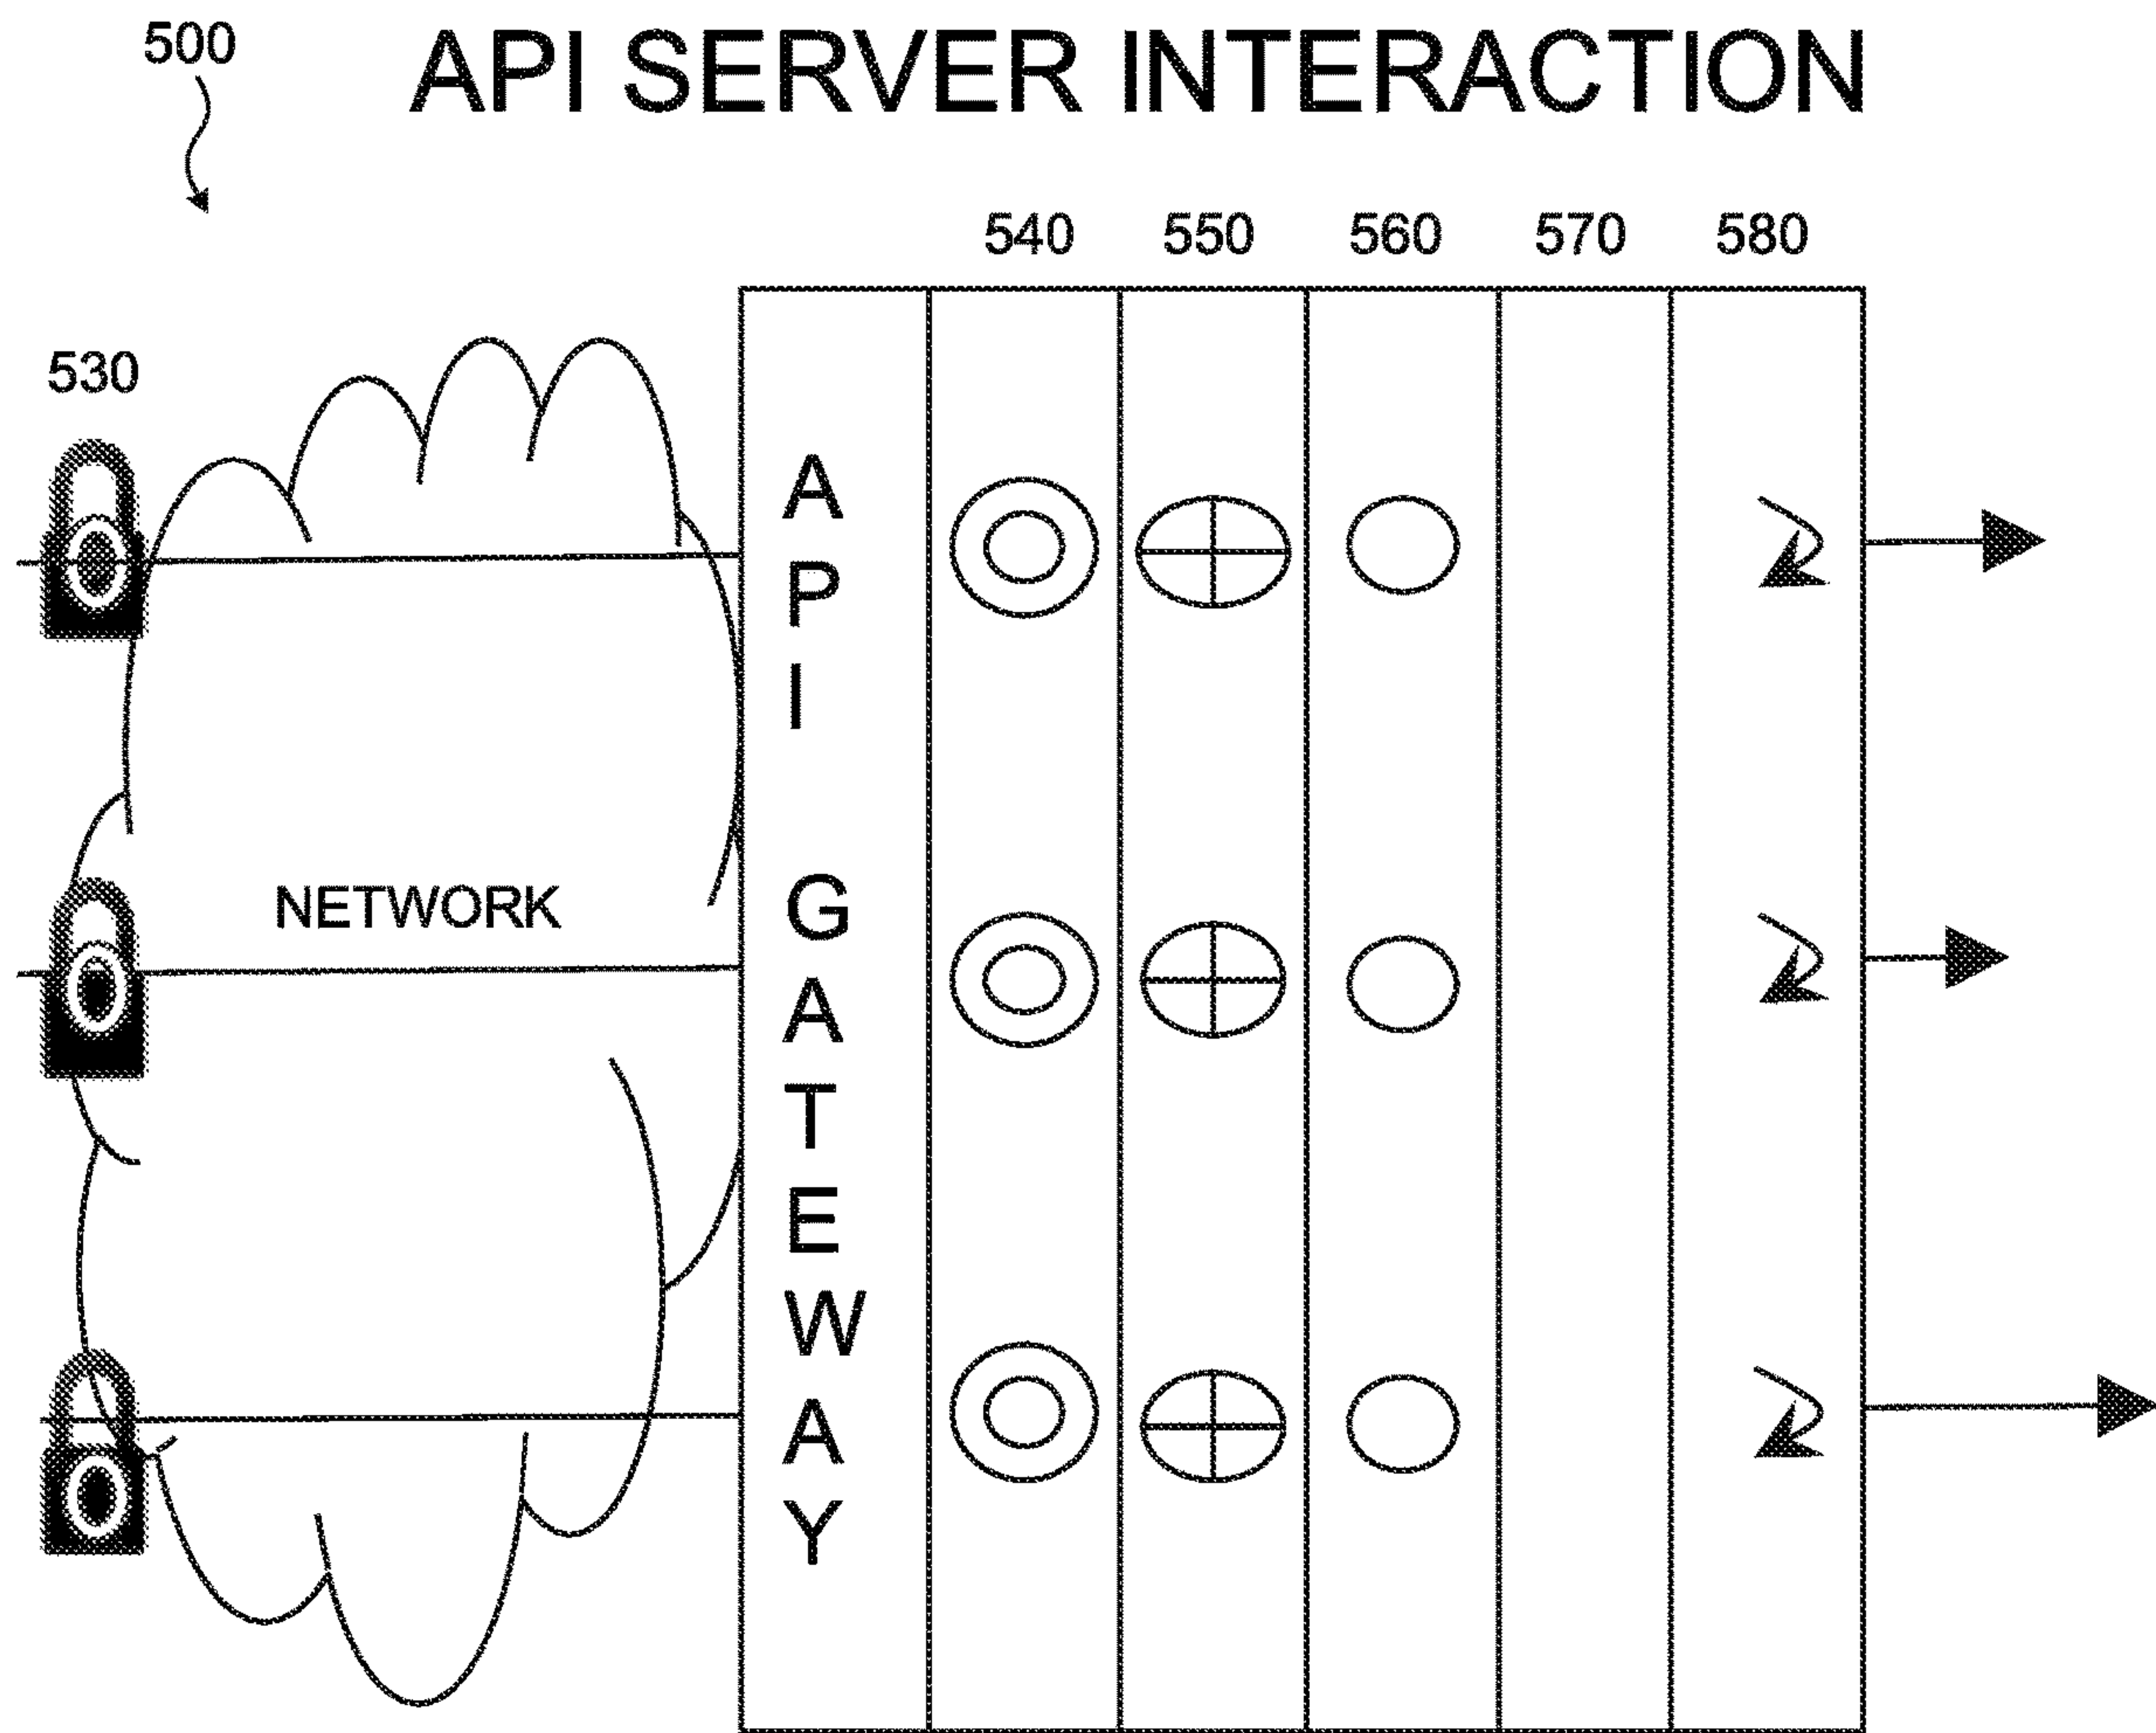 500
API SERVER INTERACTION
540 550 560 570 580
530
API GATEWAY
NETWORK